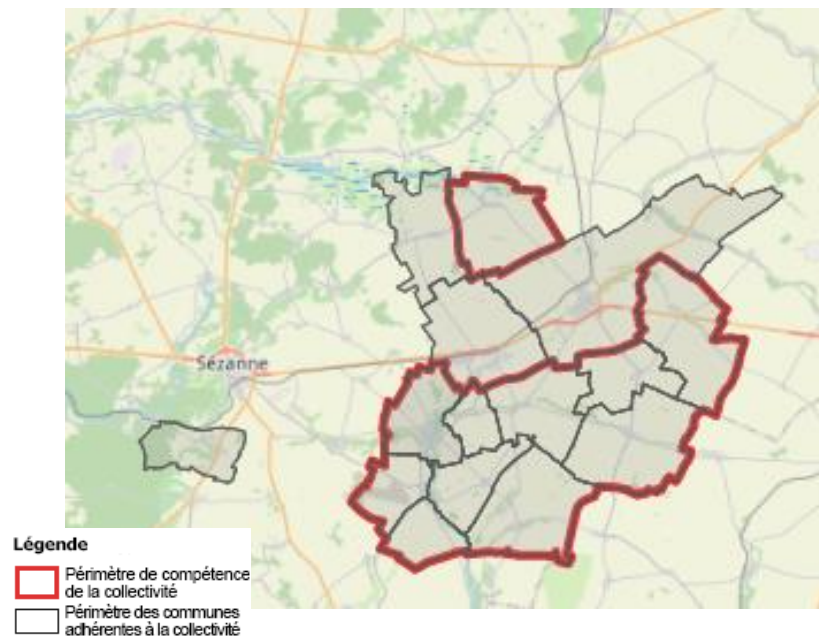 Sézanne
Légende
Périmètre de compétence
de la collectivité
Périmètre des communes
adhérentes à la collectivité